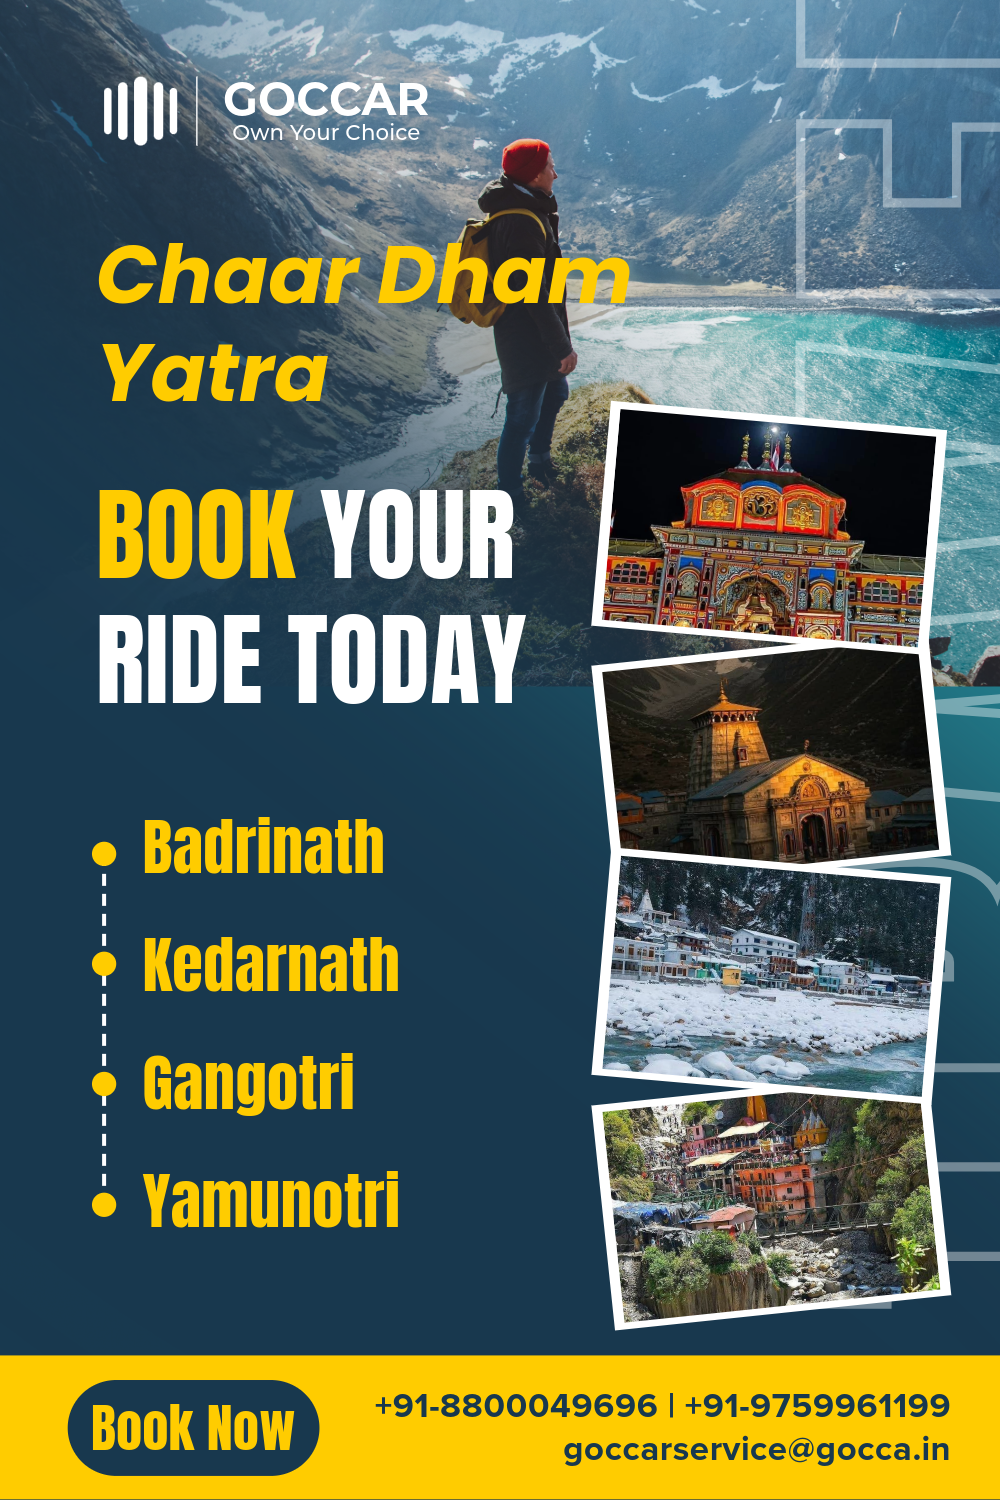 GOCCAR
Own Your Choice
Chaar Dham
Yatra
BOOK YOUR
RIDE TODAY
Badrinath
Kedarnath
Gangotri
Yamunotri
Book Now
+91-8800049696 | +91-9759961199
goccarservice@gocca.in